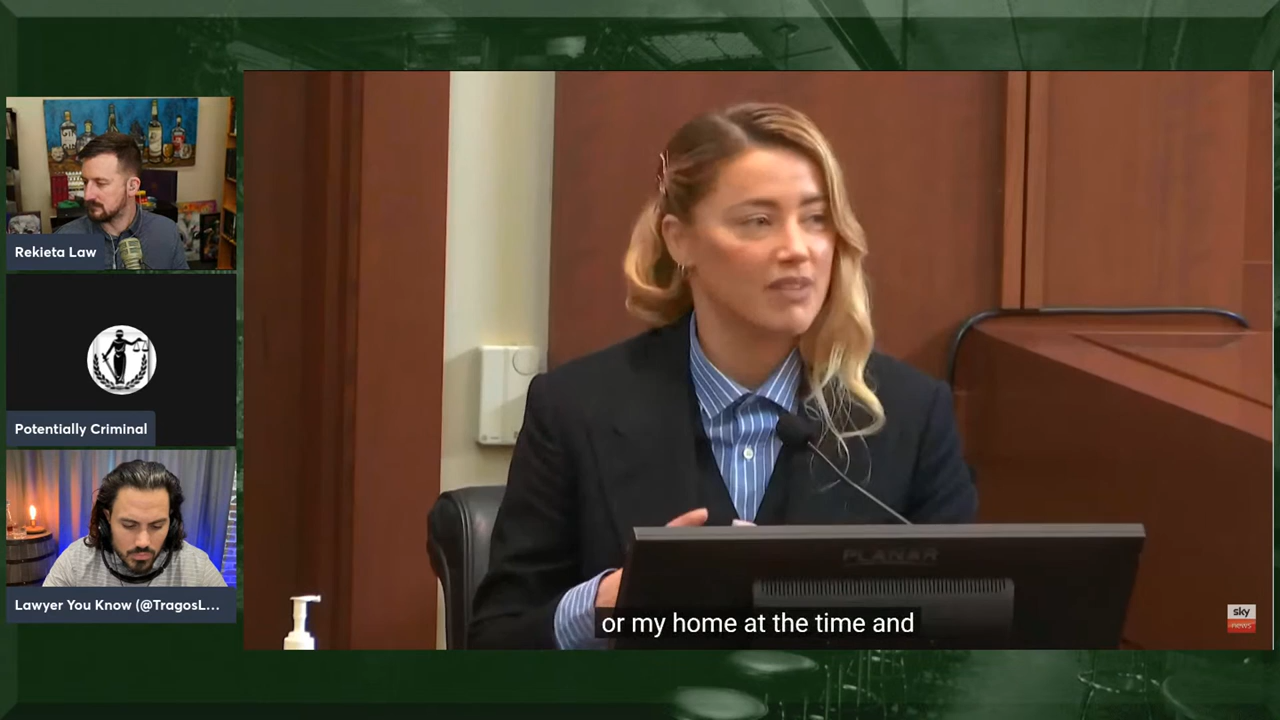 Rekieta Law
Potentially Criminal
Lawyer You Know (@TragosL...
PLANAR
or my home at the time and
sky
news